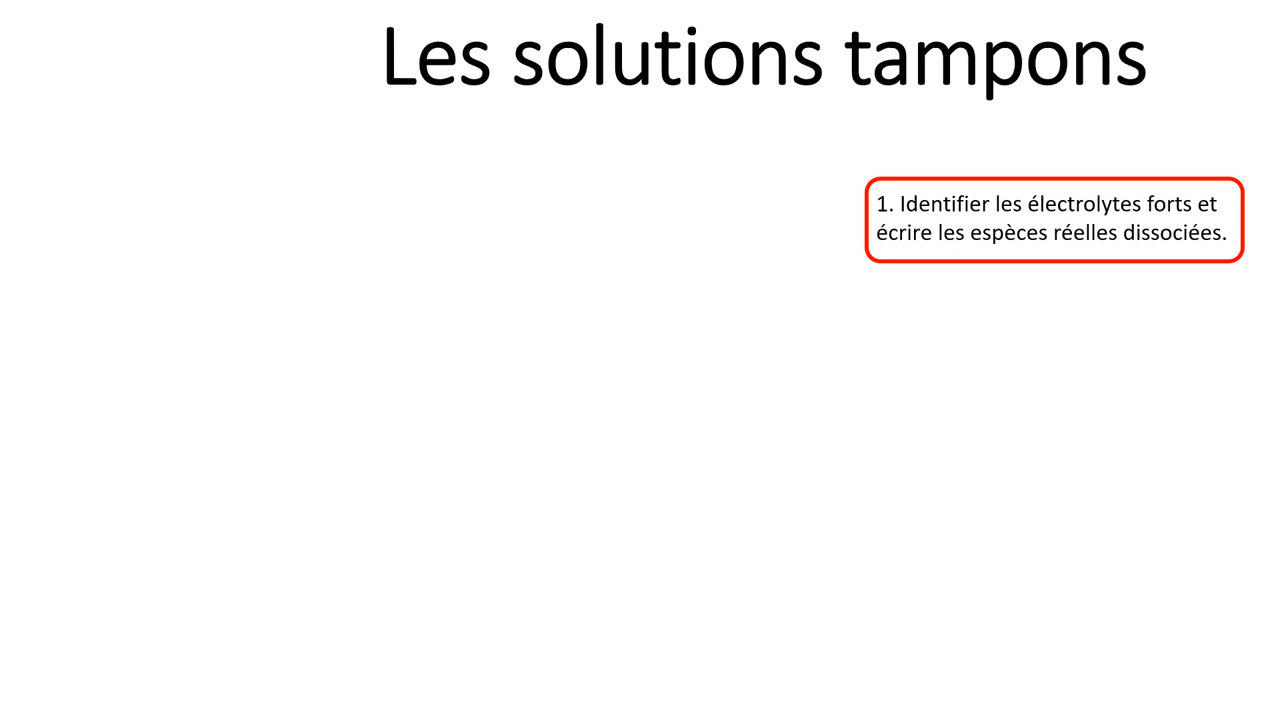 Les solutions tampons
1. Identifier les électrolytes forts et
écrire les espèces réelles dissociées.